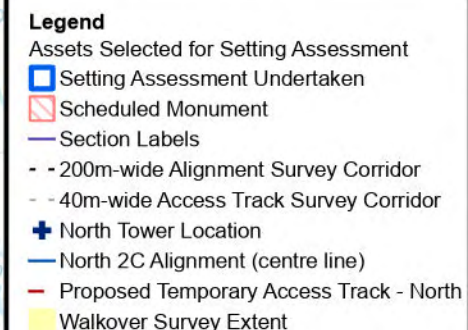 Legend
Assets Selected for Setting Assessment
Setting Assessment Undertaken
Scheduled Monument
Section Labels
200m-wide Alignment Survey Corridor
40m-wide Access Track Survey Corridor
North Tower Location
North 2C Alignment (centre line)
Proposed Temporary Access Track - North
Walkover Survey Extent